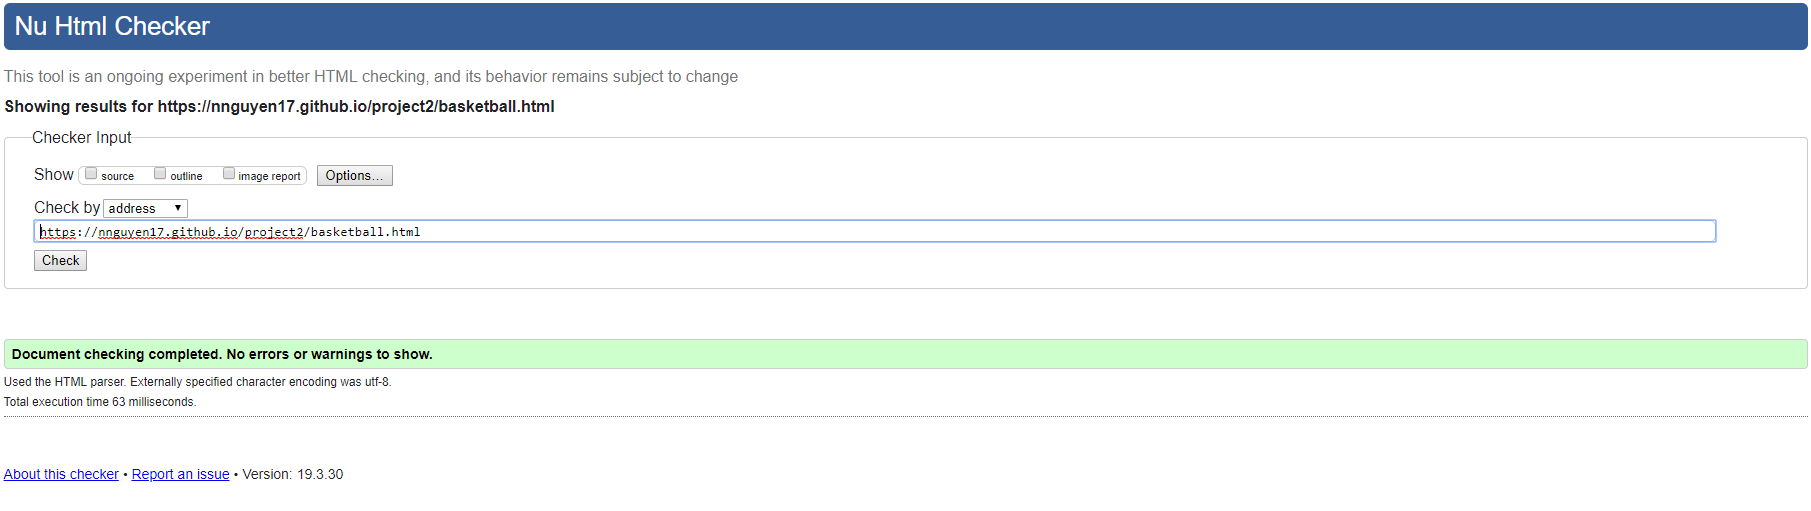 Nu Html Checker
This tool is an ongoing experiment in better HTML checking, and its behavior remains subject to change
Showing results for https://nnguyen17.github.io/project2/basketball.html
Checker Input
Show source outline image report Options...
Check by address ▼
https://nnguyen17.github.io/project2/basketball.html
Check
Document checking completed. No errors or warnings to show.
Used the HTML parser. Externally specified character encoding was utf-8.
Total execution time 63 milliseconds.
About this checker • Report an issue • Version: 19.3.30